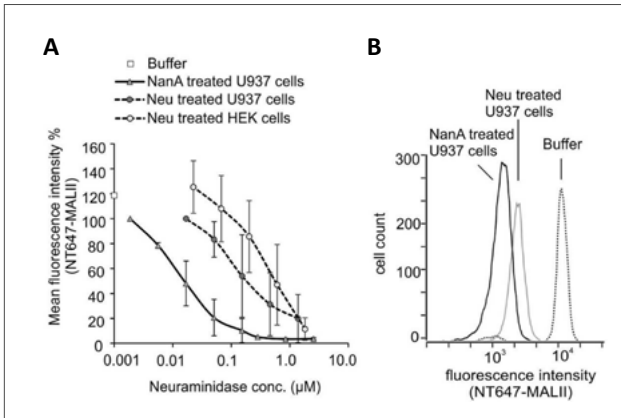 A
Buffer
NanA treated U937 cells
Neu treated U937 cells
Neu treated HEK cells
Mean fluorescence intensity %
(NT647-MALII)
160
140
120
100
80
60
40
20
0
0.001
0.01
0.1
1.0
10.0
Neuraminidase conc. (µM)
B
Neu treated
U937 cells
NanA treated
U937 cells
Buffer
cell count
300
200
100
0
10³
10⁴
fluorescence intensity
(NT647-MALII)